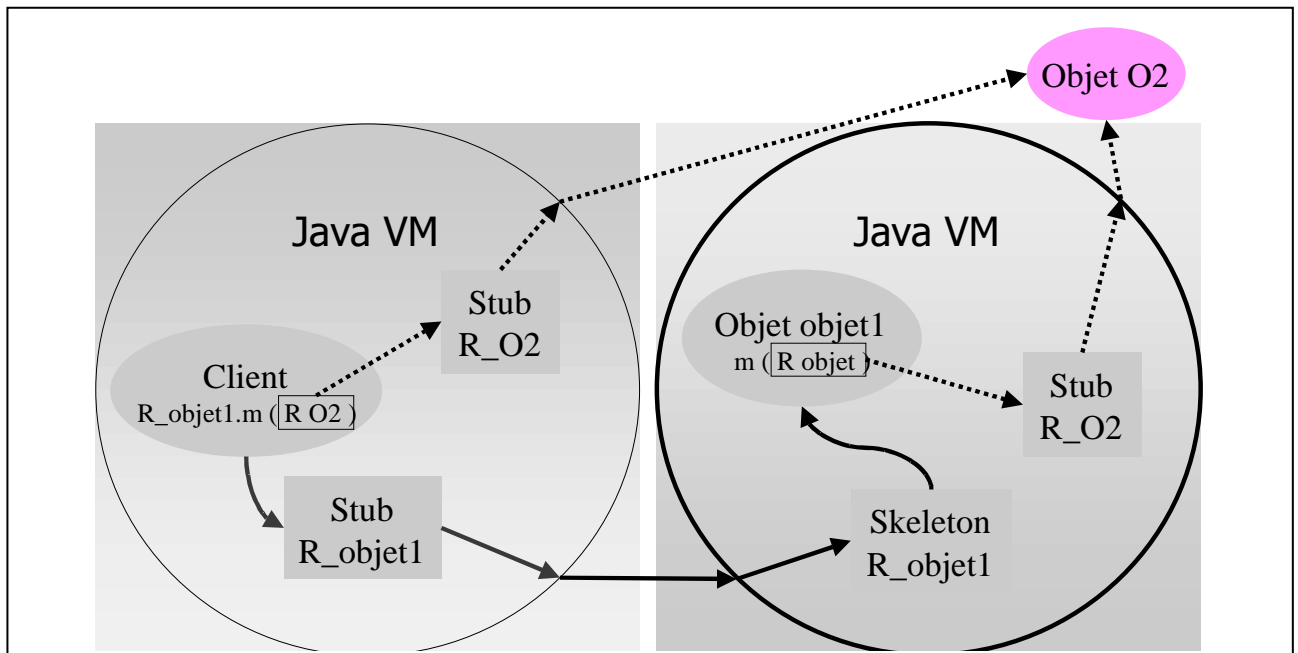 Objet O2
Java VM
Java VM
Stub
R_O2
Client
R_objet1.m ( R O2 )
Stub
R_objet1
Objet objet1
m ( R objet )
Stub
R_O2
Skeleton
R_objet1